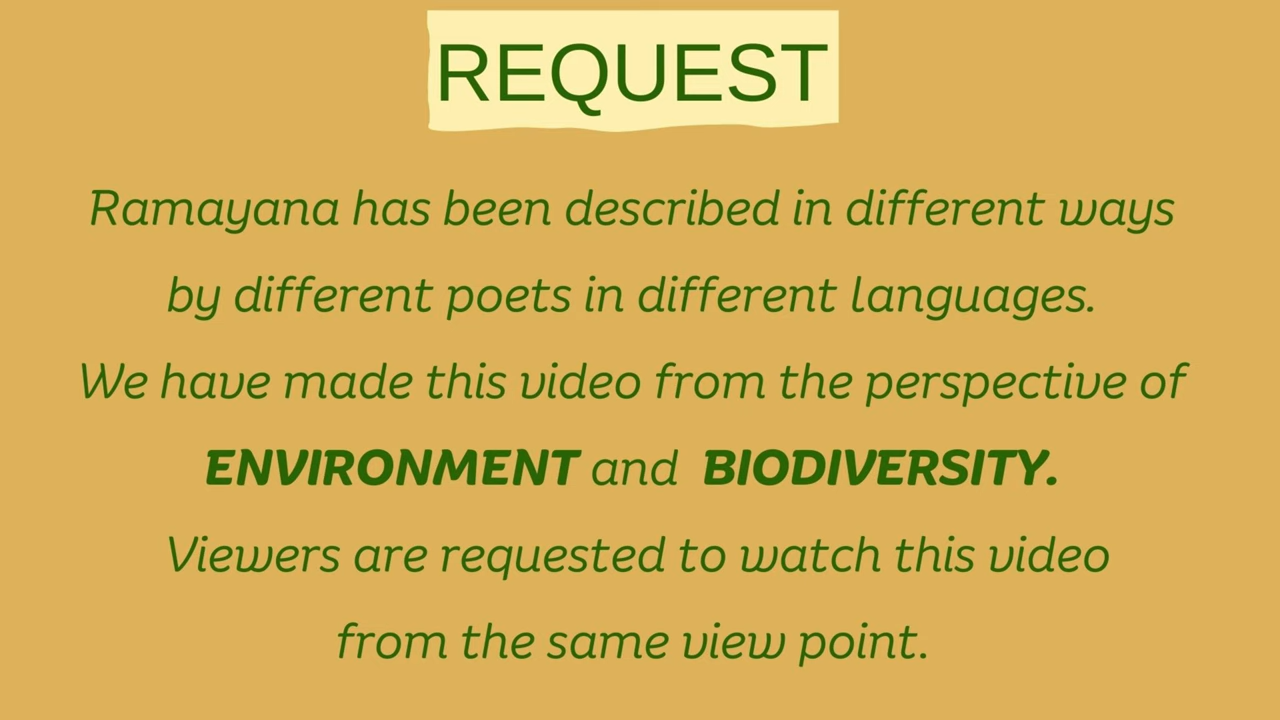 REQUEST
Ramayana has been described in different ways
by different poets in different languages.
We have made this video from the perspective of
ENVIRONMENT and BIODIVERSITY.
Viewers are requested to watch this video
from the same view point.